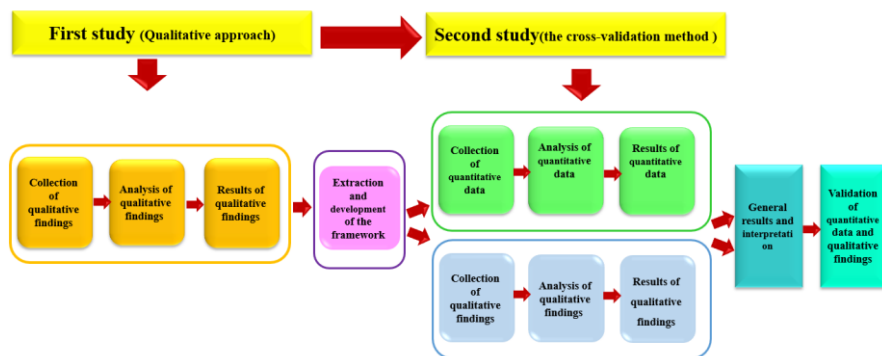 First study (Qualitative approach)
Second study(the cross-validation method )
Collection
of
qualitative
findings
Analysis of
qualitative
findings
Results of
qualitative
findings
Extraction
and
development
of the
framework
Collection
of
quantitative
data
Analysis of
quantitative
data
Results of
quantitative
data
Collection
of
qualitative
findings
Analysis of
qualitative
findings
Results of
qualitative
findings
General
results and
interpretati
on
Validation
of
quantitative
data and
qualitative
findings